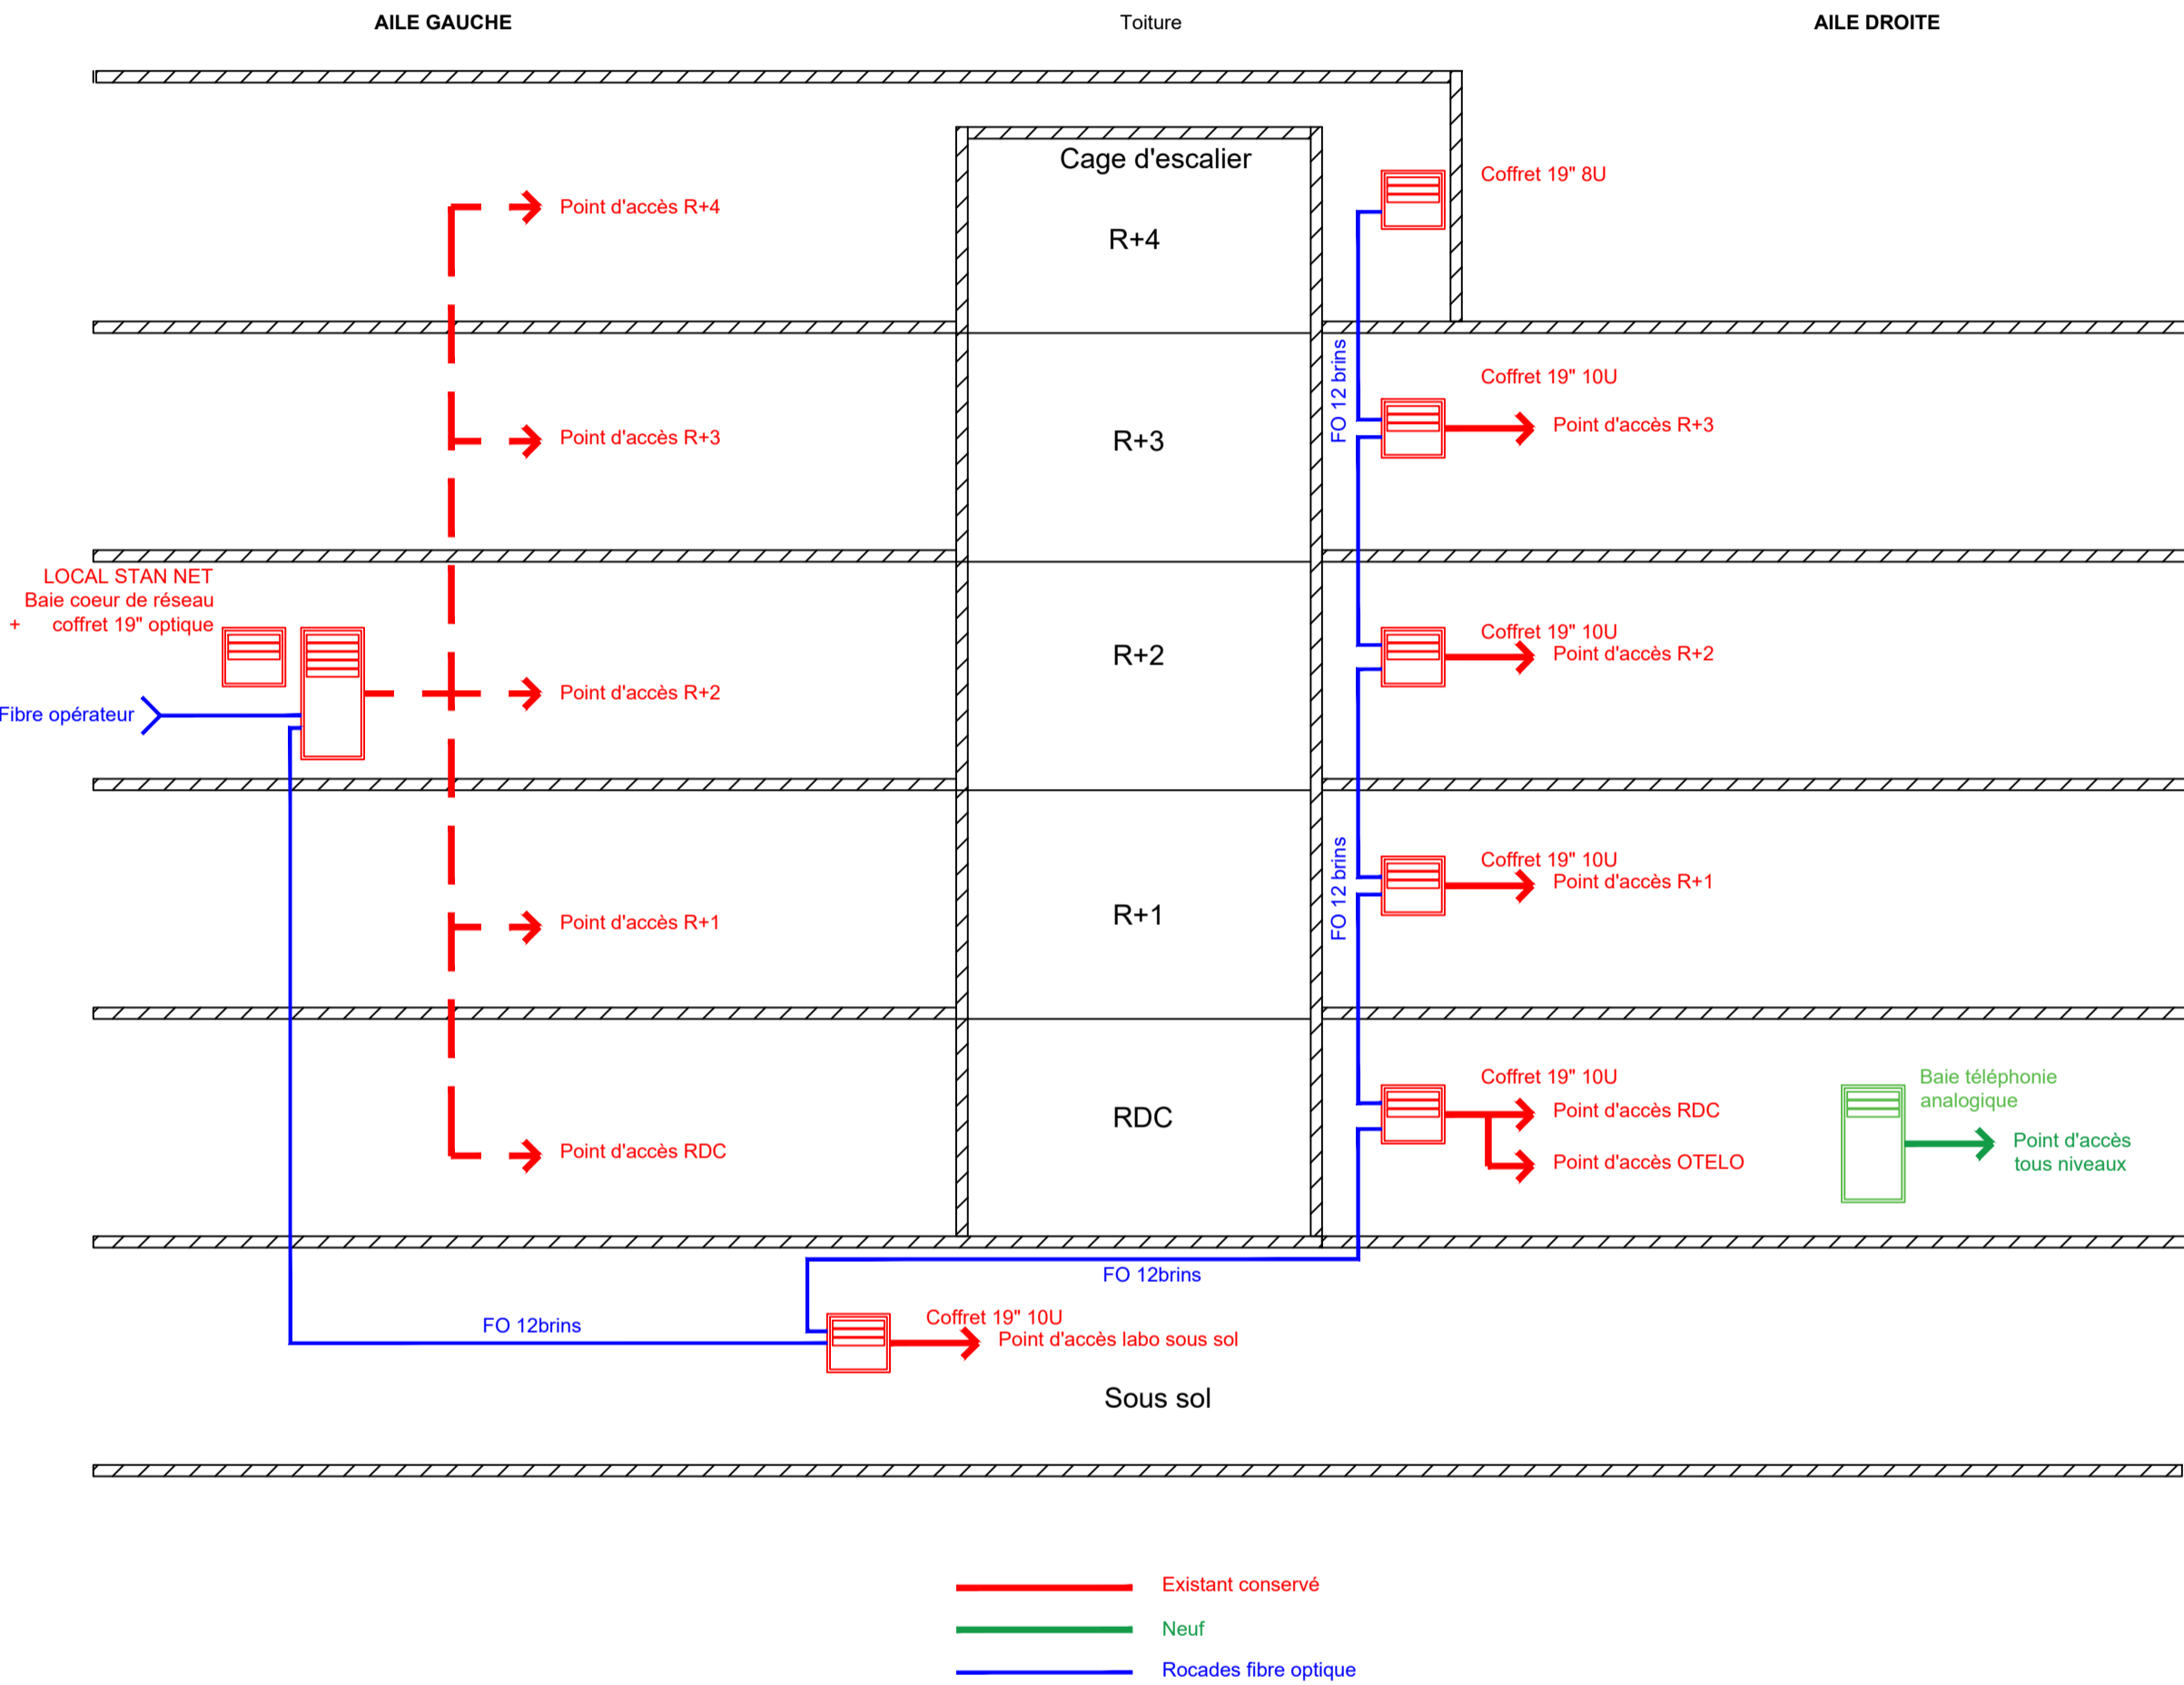 AILE GAUCHE
Toiture
AILE DROITE
Cage d'escalier
Coffret 19" 8U
Point d'accès R+4
R+4
FO 12 brins
Coffret 19" 10U
Point d'accès R+3
R+3
Point d'accès R+3
LOCAL STAN NET
Baie coeur de réseau
+ coffret 19" optique
Fibre opérateur
Point d'accès R+2
R+2
Coffret 19" 10U
Point d'accès R+2
Point d'accès R+1
R+1
FO 12 brins
Coffret 19" 10U
Point d'accès R+1
Point d'accès RDC
RDC
Coffret 19" 10U
Point d'accès RDC
Point d'accès OTELO
Baie téléphonie
analogique
Point d'accès
tous niveaux
FO 12brins
FO 12brins
Coffret 19" 10U
Point d'accès labo sous sol
Sous sol
Existant conservé
Neuf
Rocades fibre optique